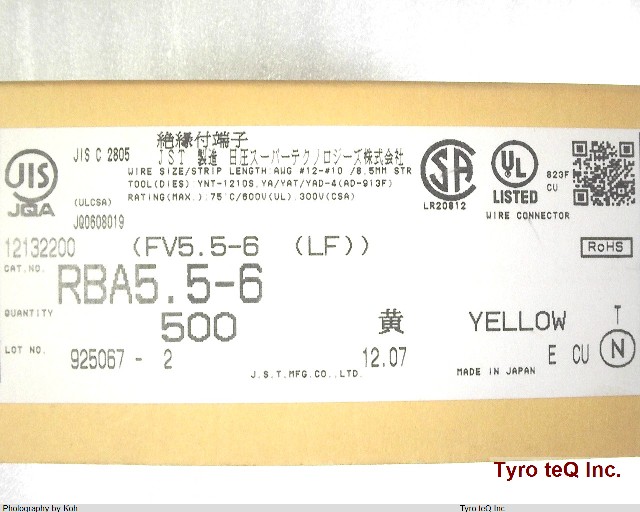 絶縁付端子
JIS C 2805
JST 製造 日圧スーパーテクノロジーズ株式会社
WIRE SIZE/STRIP LENGTH AWG #12-#10 /8.5MM STR
TOOL(DIES) YNT-1210S.YA/YAT/YAD-4(AD-913F)
RATING(MAX.):75°C/600V(UL).300V(CSA)
JIS
JQA
(ULCSA)
JQ0608019
SA
LR20812
UL
LISTED
823F
CU
WIRE CONNECTOR
RoHS
12132200 (FV5.5-6 (LF))
CAT.NO. RBA5.5-6
QUANTITY 500
黄 YELLOW
T
N
LOT NO. 925067 - 2
12.07
E CU
J.S.T.MFG.CO.,LTD.
MADE IN JAPAN
Tyro teQ Inc.
Photography by Koh
Tyro teQ Inc